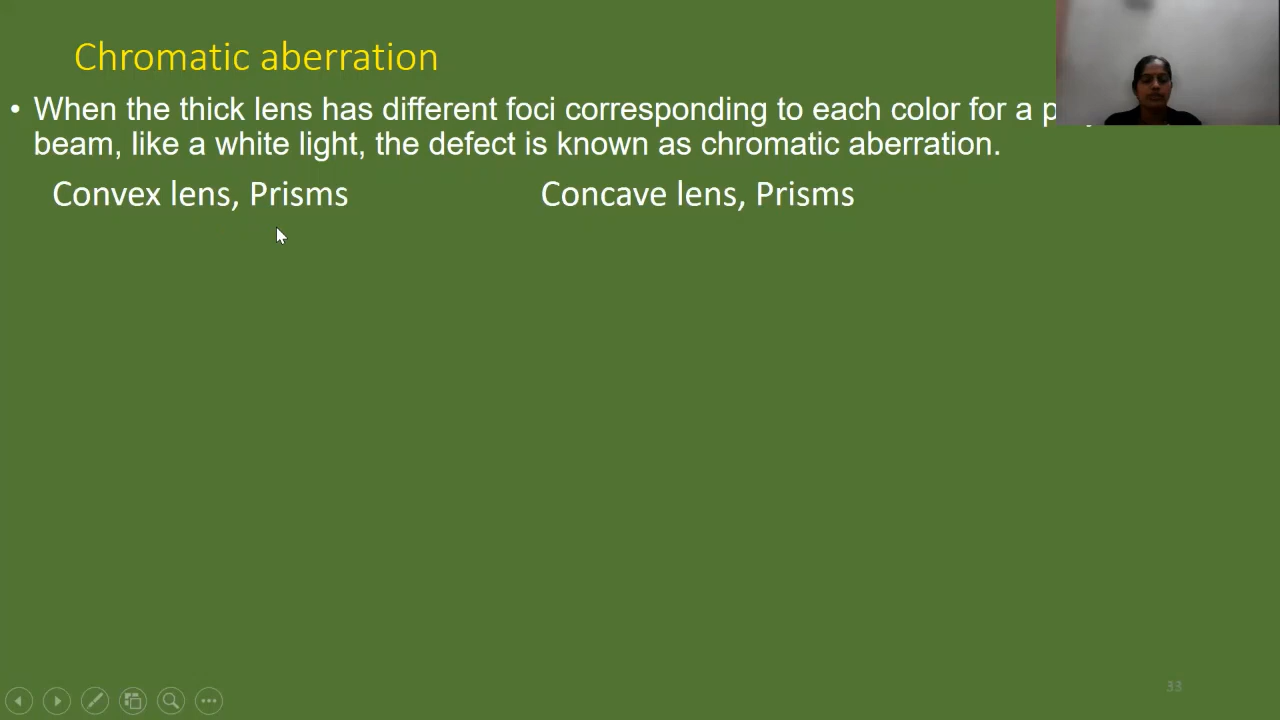 Chromatic aberration
• When the thick lens has different foci corresponding to each color for a
beam, like a white light, the defect is known as chromatic aberration.
Convex lens, Prisms
Concave lens, Prisms
33